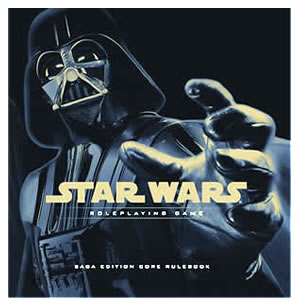 STAR WARS
ROLEPLAYING GAME
SAGA EDITION CORE RULEBOOK